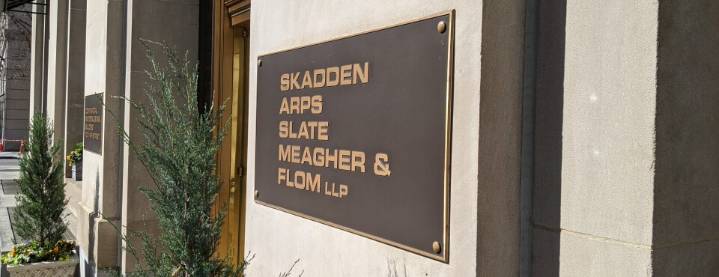 SKADDEN
ARPS
SLATE
MEAGHER &
FLOM LLP